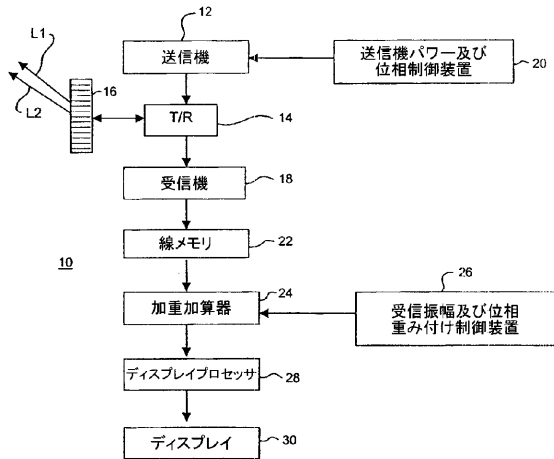 12
L1
送信機
送信機パワー及び
位相制御装置
20
16
L2
T/R
14
受信機
18
線メモリ
22
10
加重加算器
24
26
受信振幅及び位相
重み付け制御装置
ディスプレイプロセッサ
28
ディスプレイ
30